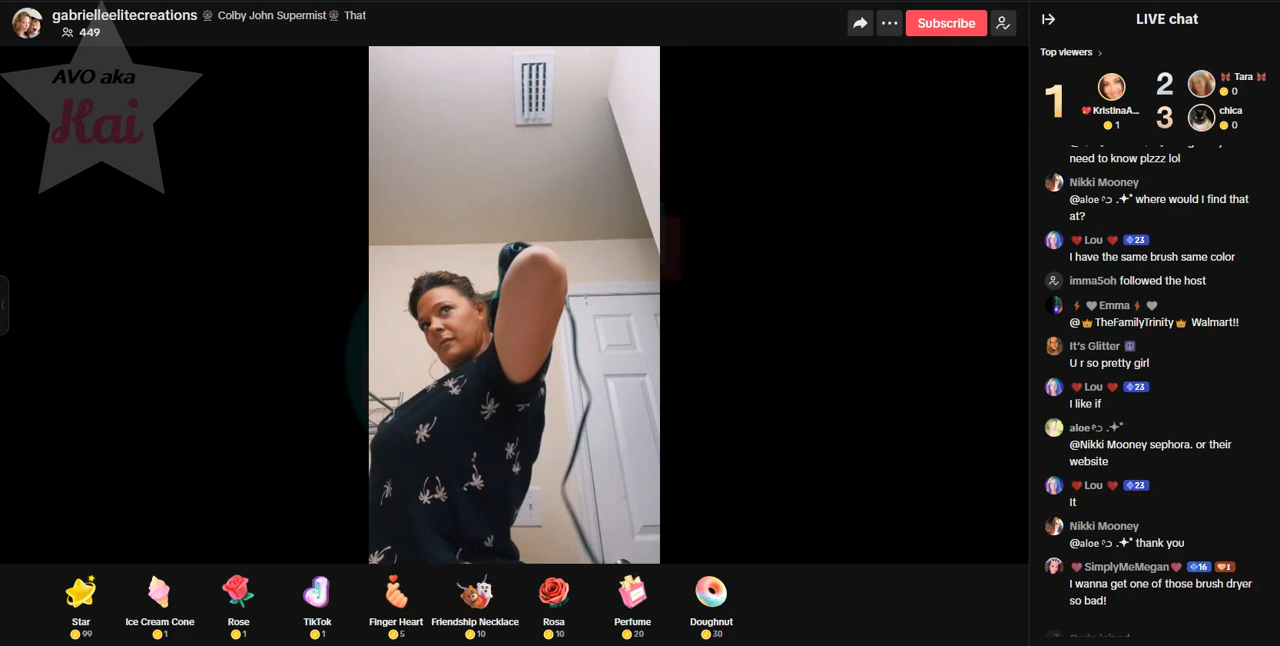 gabrielleelitecreations 🎡 Colby John Supermist🎡 That
449
Subscribe
AVO aka
Kai
LIVE chat
Top viewers >
1
KristinaA...
1
2
Tara
0
3
chica
0
need to know plzzz lol
Nikki Mooney
@aloe where would I find that
at?
Lou 23
I have the same brush same color
imma5oh followed the host
Emma
@👑 TheFamilyTrinity 👑 Walmart!!
It's Glitter
U r so pretty girl
Lou 23
I like if
aloe
@Nikki Mooney sephora. or their
website
Lou 23
It
Nikki Mooney
@aloe thank you
SimplyMeMegan 16 I
I wanna get one of those brush dryer
so bad!
Star
99
Ice Cream Cone
1
Rose
1
TikTok
1
Finger Heart
5
Friendship Necklace
10
Rosa
10
Perfume
20
Doughnut
30